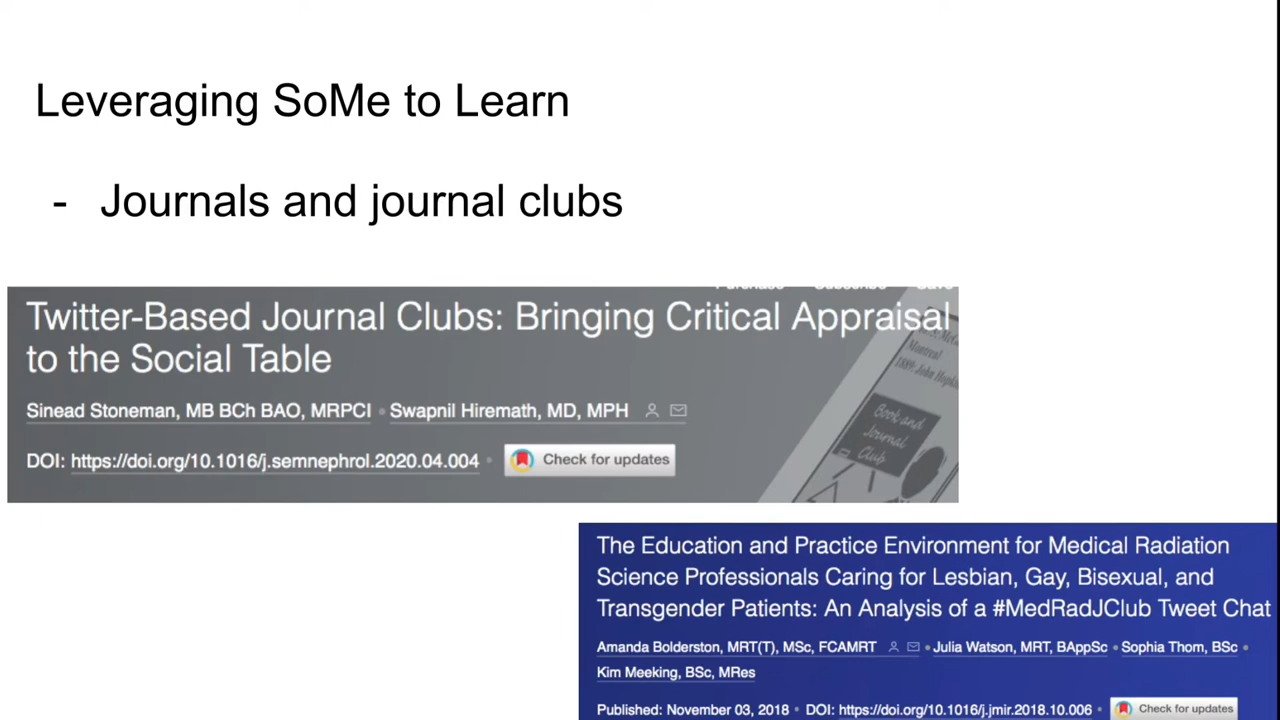 Leveraging SoMe to Learn
- Journals and journal clubs
Purchase Subscribe Save
Twitter-Based Journal Clubs: Bringing Critical Appraisal
to the Social Table
Sinead Stoneman, MB BCh BAO, MRPCI • Swapnil Hiremath, MD, MPH
DOI: https://doi.org/10.1016/j.semnephrol.2020.04.004 • Check for updates
Montreal
Book and
Journal
Club
The Education and Practice Environment for Medical Radiation
Science Professionals Caring for Lesbian, Gay, Bisexual, and
Transgender Patients: An Analysis of a #MedRadJClub Tweet Chat
Amanda Bolderston, MRT(T), MSc, FCAMRT • Julia Watson, MRT, BAppSc • Sophia Thom, BSc •
Kim Meeking, BSc, MRes
Published: November 03, 2018 • DOI: https://doi.org/10.1016/j.jmir.2018.10.006 • Check for updates